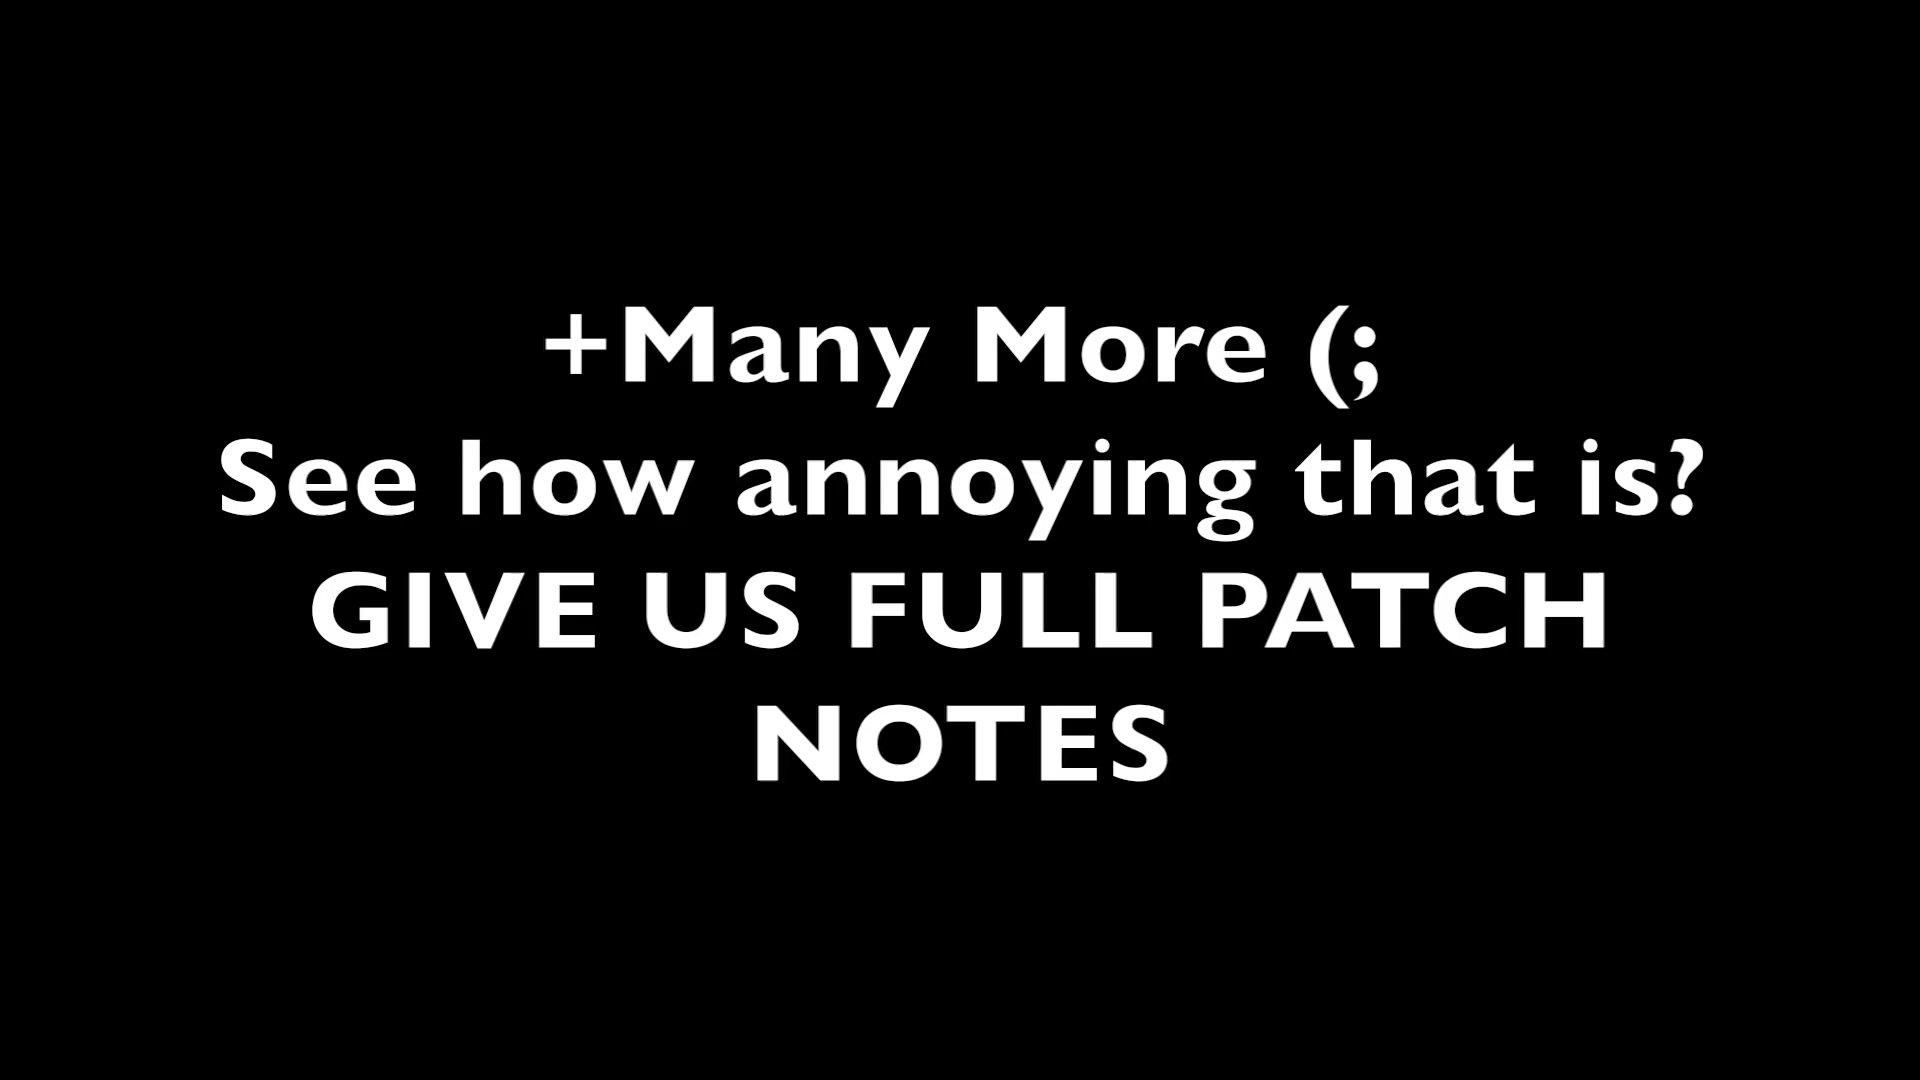 +Many More (;
See how annoying that is?
GIVE US FULL PATCH
NOTES